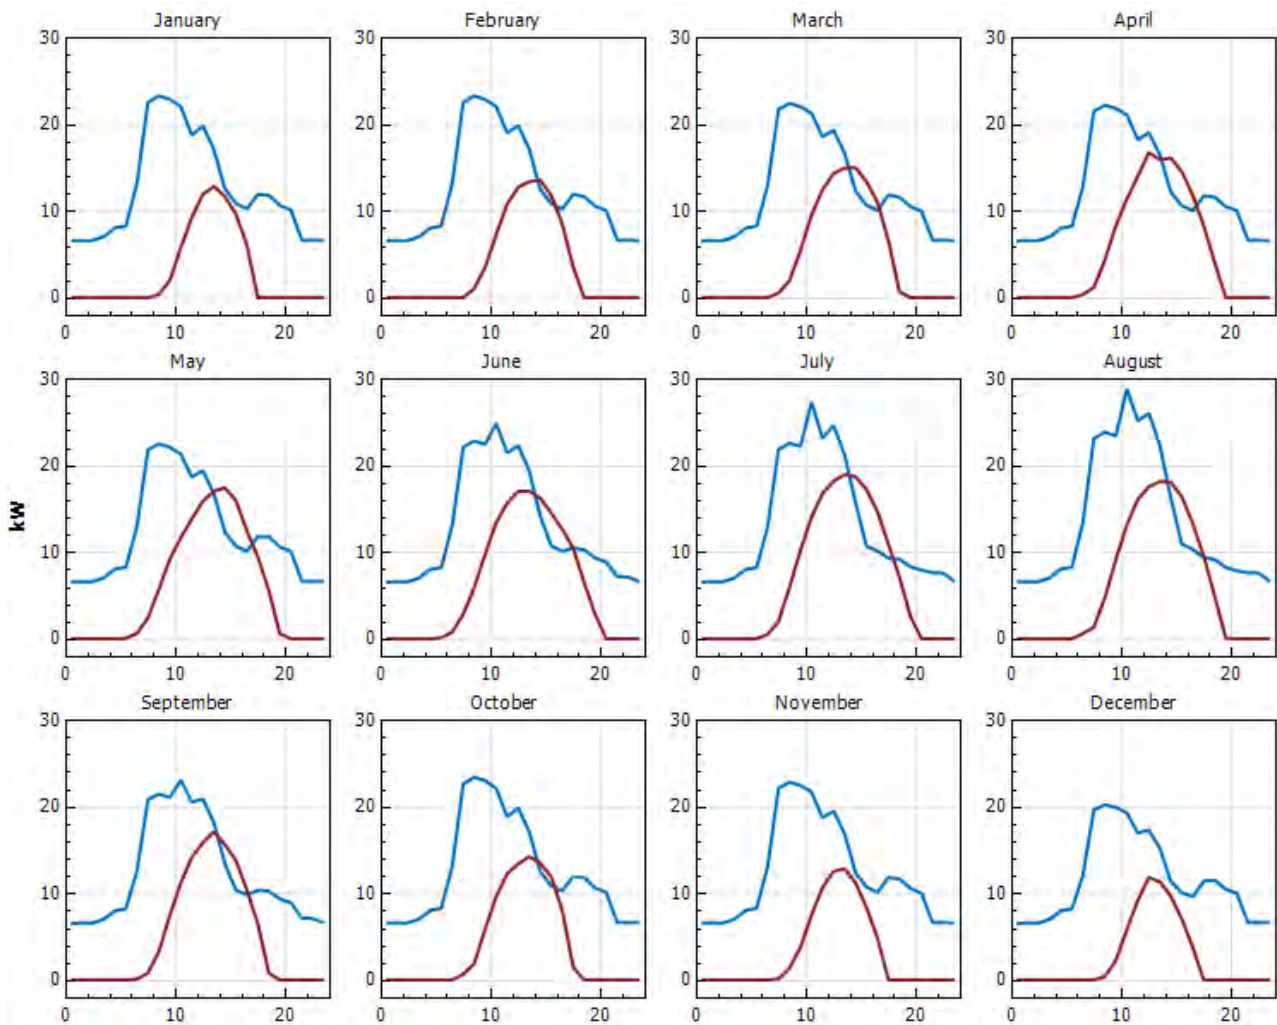 January February March April
30 30 30 30
20 20 20 20
10 10 10 10
0 0 0 0
0 10 20 0 10 20 0 10 20 0 10 20
May June July August
30 30 30 30
20 20 20 20
kW
10 10 10 10
0 0 0 0
0 10 20 0 10 20 0 10 20 0 10 20
September October November December
30 30 30 30
20 20 20 20
10 10 10 10
0 0 0 0
0 10 20 0 10 20 0 10 20 0 10 20